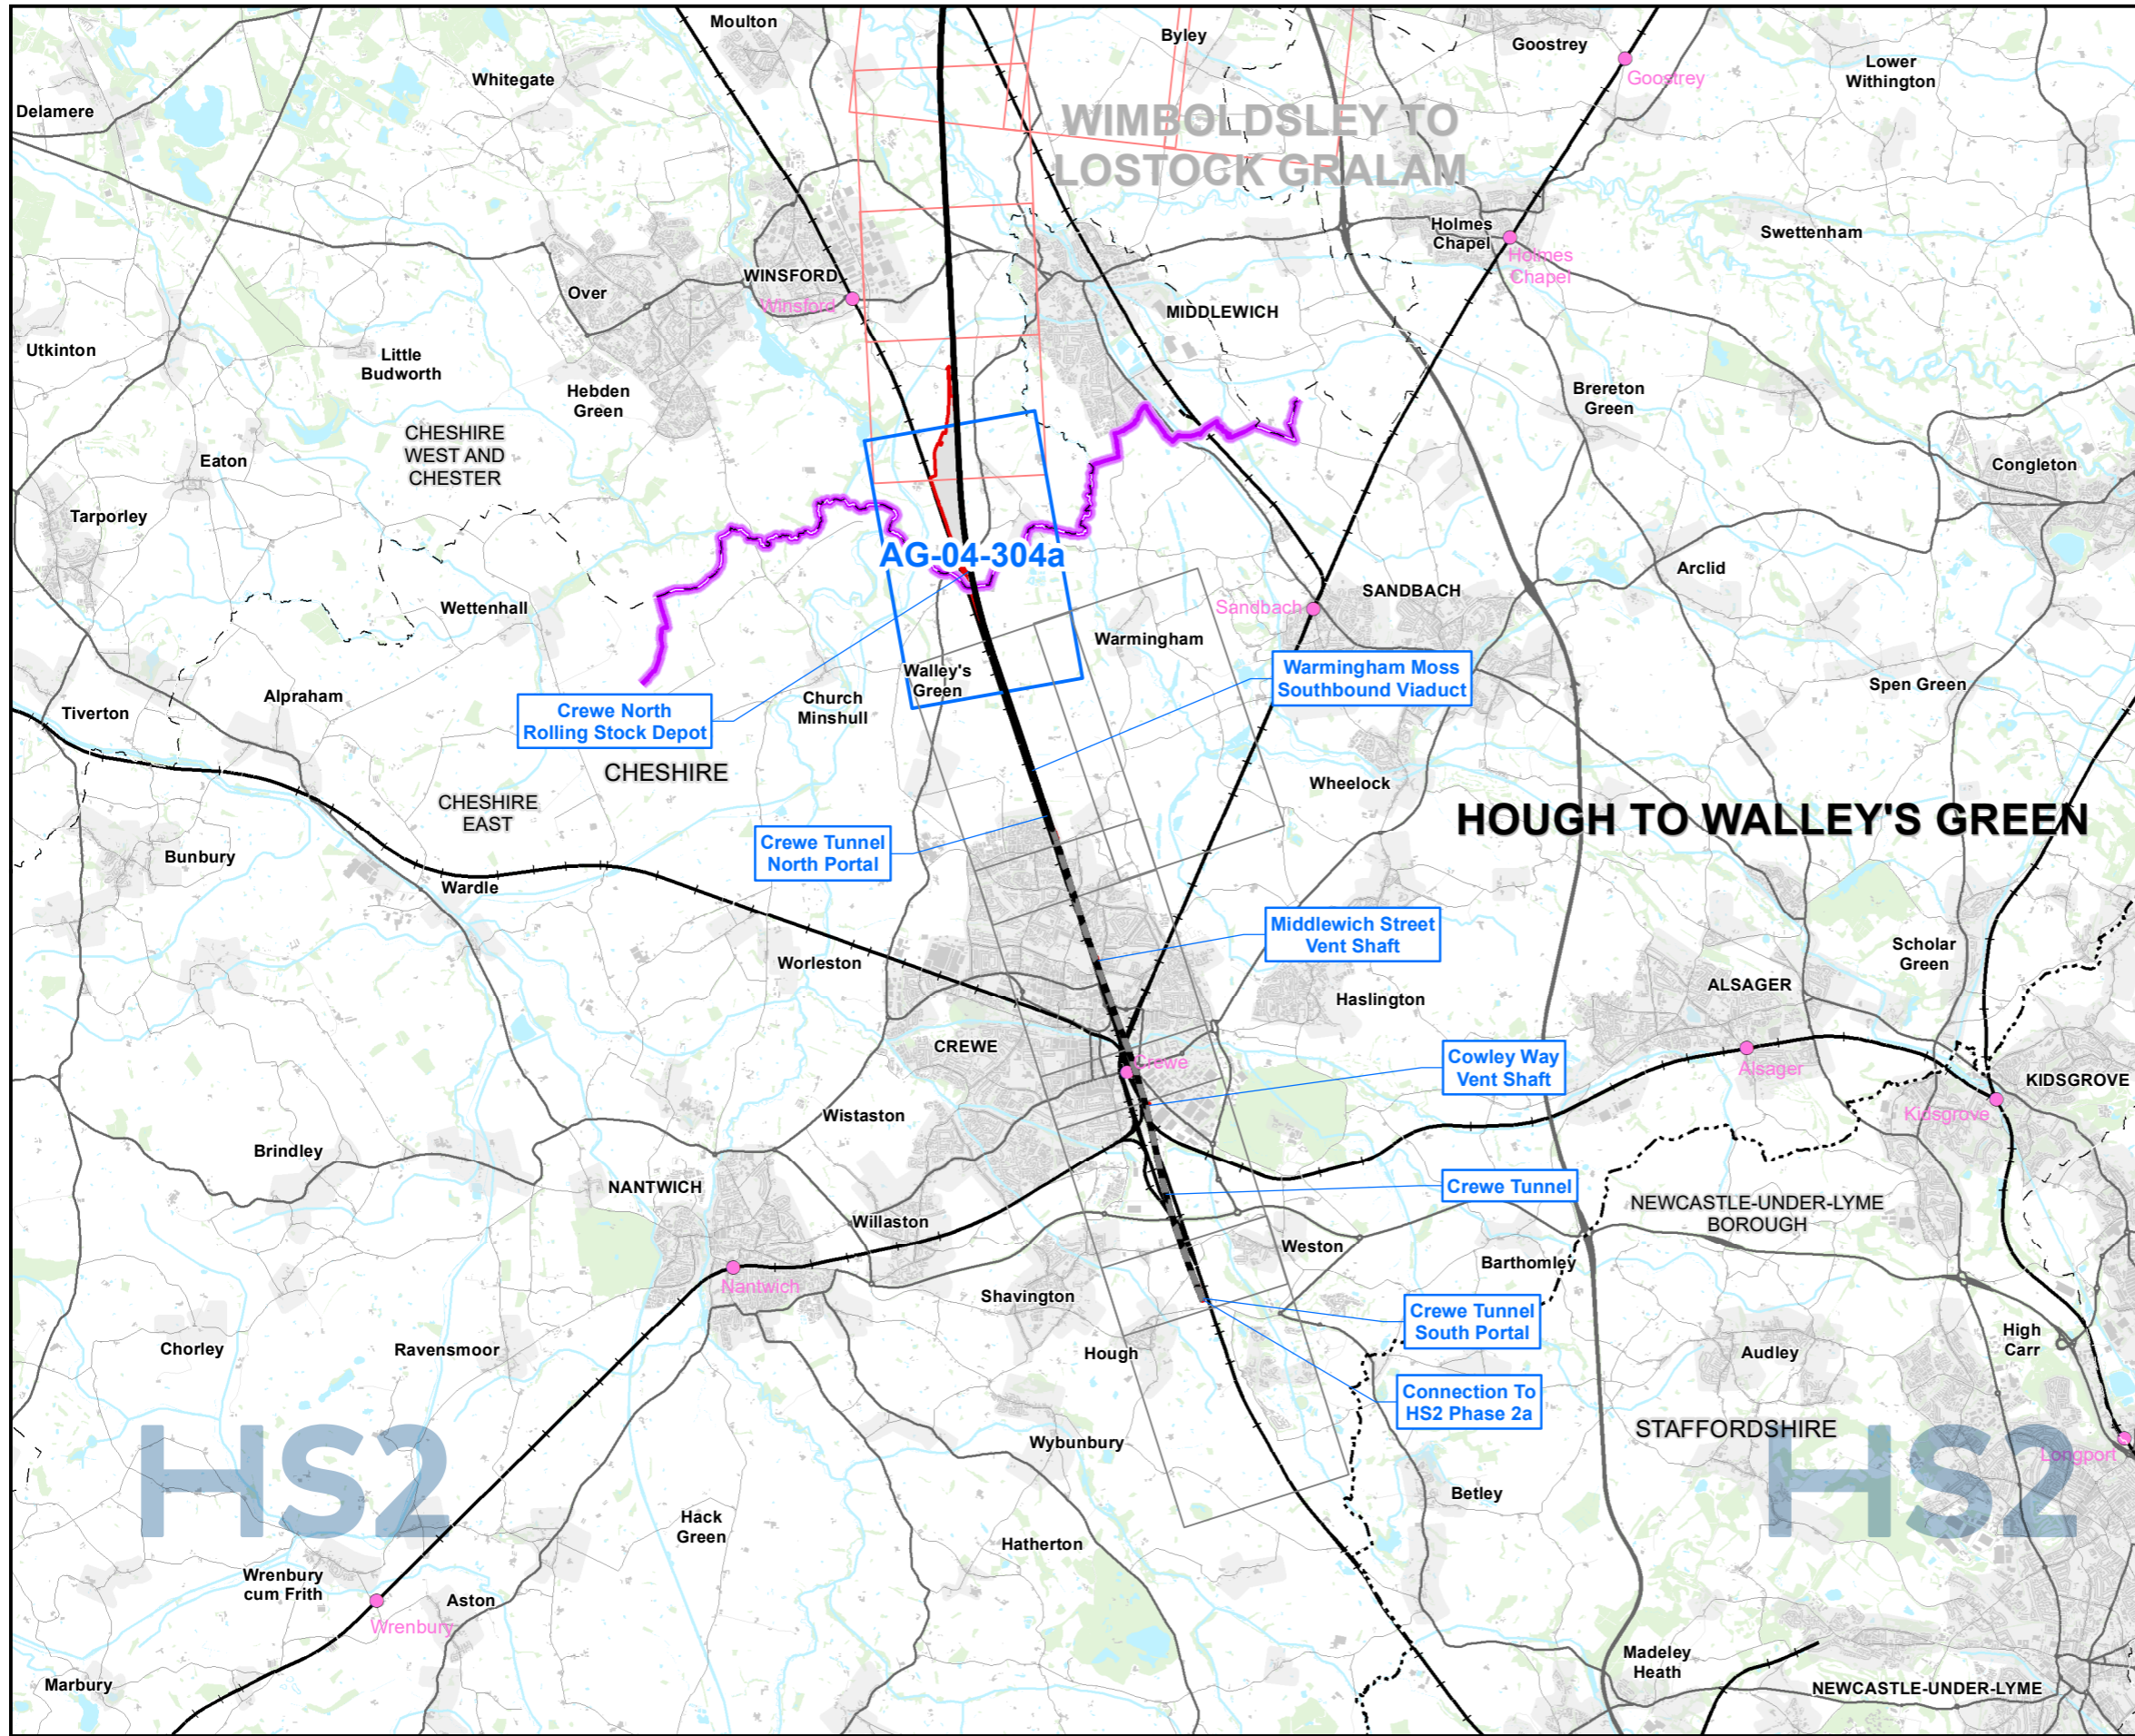 Moulton
Byley
Goostrey
Goostrey
Lower
Withington
Whitegate
Delamere
WIMBOLDSLEY TO
LOSTOCK GRALAM
Holmes
Chapel
Holmes
Chapel
Swettenham
WINSFORD
Winsford
Over
MIDDLEWICH
Utkinton
Little
Budworth
Hebden
Green
Brereton
Green
CHESHIRE
WEST AND
CHESTER
Eaton
Congleton
Tarporley
AG-04-304a
Arclid
Wettenhall
Sandbach
SANDBACH
Warmingham
Walley's
Green
Warmingham Moss
Southbound Viaduct
Spen Green
Alpraham
Tiverton
Church
Minshull
Crewe North
Rolling Stock Depot
CHESHIRE
Wheelock
CHESHIRE
EAST
HOUGH TO WALLEY'S GREEN
Crewe Tunnel
North Portal
Bunbury
Wardle
Middlewich Street
Vent Shaft
Scholar
Green
Worleston
ALSAGER
Haslington
CREWE
Crewe
Cowley Way
Vent Shaft
Alsager
KIDSGROVE
Kidsgrove
Wistaston
Brindley
NANTWICH
Crewe Tunnel
NEWCASTLE-UNDER-LYME
BOROUGH
Willaston
Weston
Barthomley
Nantwich
Shavington
Crewe Tunnel
South Portal
High
Carr
Chorley
Ravensmoor
Hough
Audley
Connection To
HS2 Phase 2a
STAFFORDSHIRE
Wybunbury
Longport
HS2
HS2
Betley
Hack
Green
Hatherton
Wrenbury
cum Frith
Aston
Wrenbury
Madeley
Heath
Marbury
NEWCASTLE-UNDER-LYME